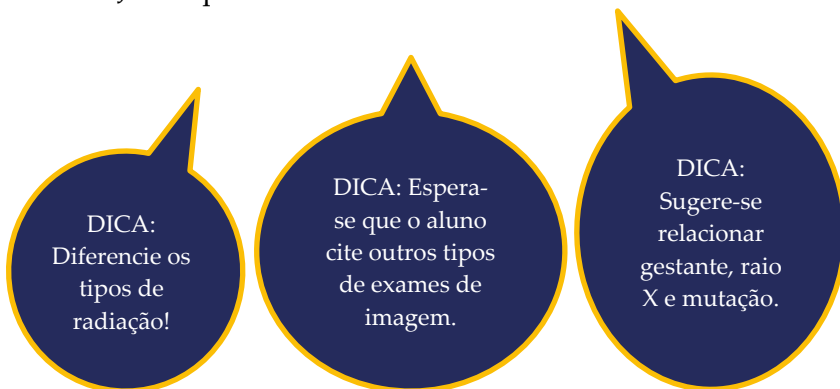 DICA:
Diferencie os
tipos de
radiação!
DICA: Espera-
se que o aluno
cite outros tipos
de exames de
imagem.
DICA:
Sugere-se
relacionar
gestante, raio
X e mutação.